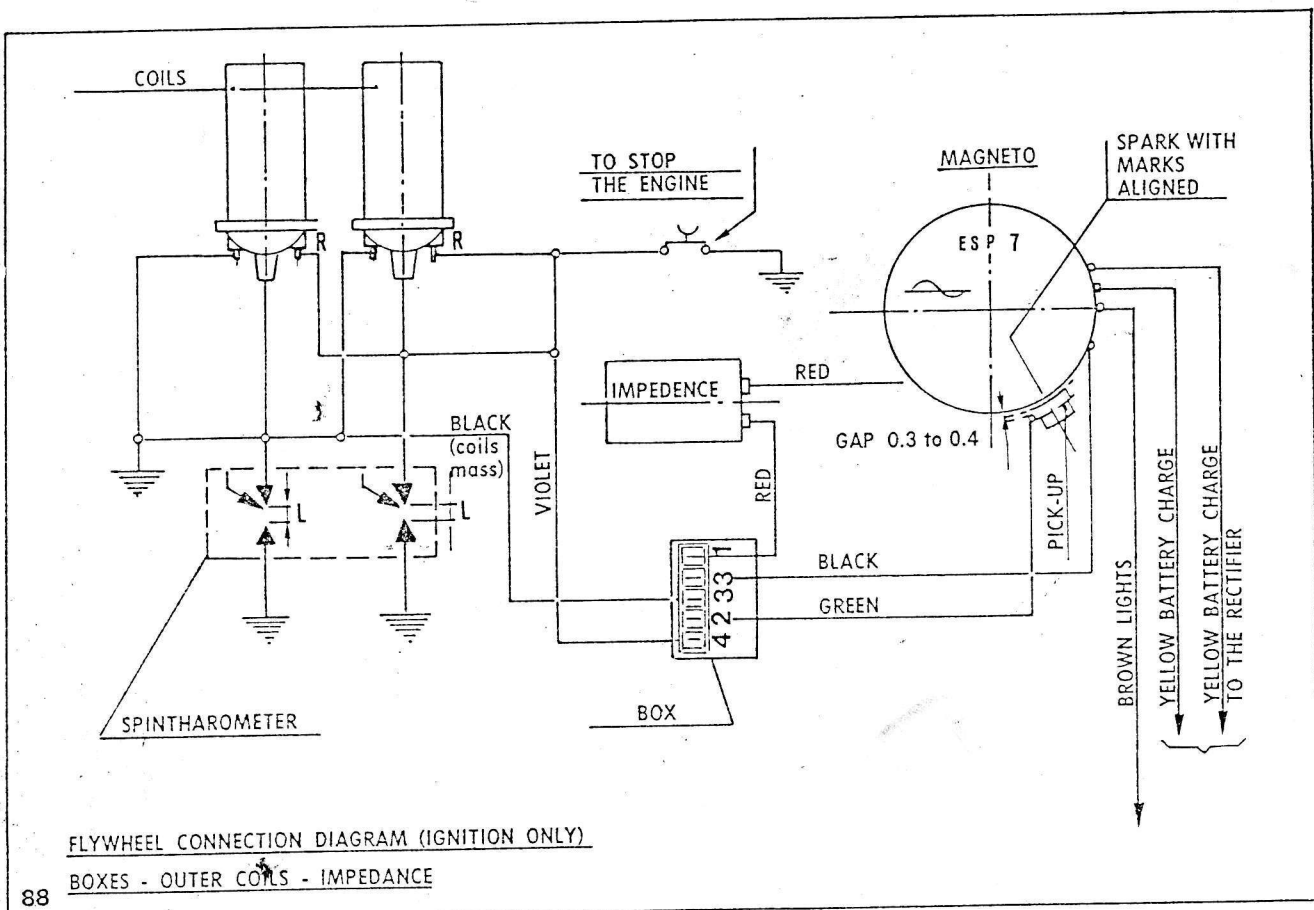 COILS
R
R
TO STOP
THE ENGINE
MAGNETO
SPARK WITH
MARKS
ALIGNED
ESP 7
IMPEDENCE
RED
GAP 0.3 to 0.4
BLACK
(coils
mass)
VIOLET
RED
PICK-UP
L
L
1
3
3
2
4
BLACK
GREEN
BROWN LIGHTS
YELLOW BATTERY CHARGE
YELLOW BATTERY CHARGE
TO THE RECTIFIER
SPINTHAROMETER
BOX
FLYWHEEL CONNECTION DIAGRAM (IGNITION ONLY)
BOXES - OUTER COILS - IMPEDANCE
88